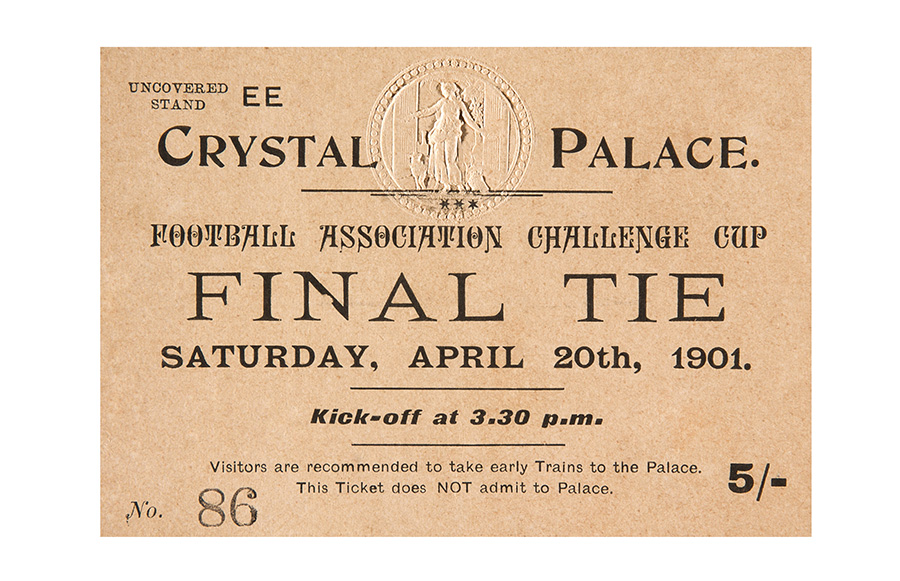 UNCOVERED
STAND EE
CRYSTAL PALACE.
***
FOOTBALL ASSOCIATION CHALLENGE CUP
FINAL TIE
SATURDAY, APRIL 20th, 1901.
Kick-off at 3.30 p.m.
Visitors are recommended to take early Trains to the Palace.
This Ticket does NOT admit to Palace.
5/-
No. 86